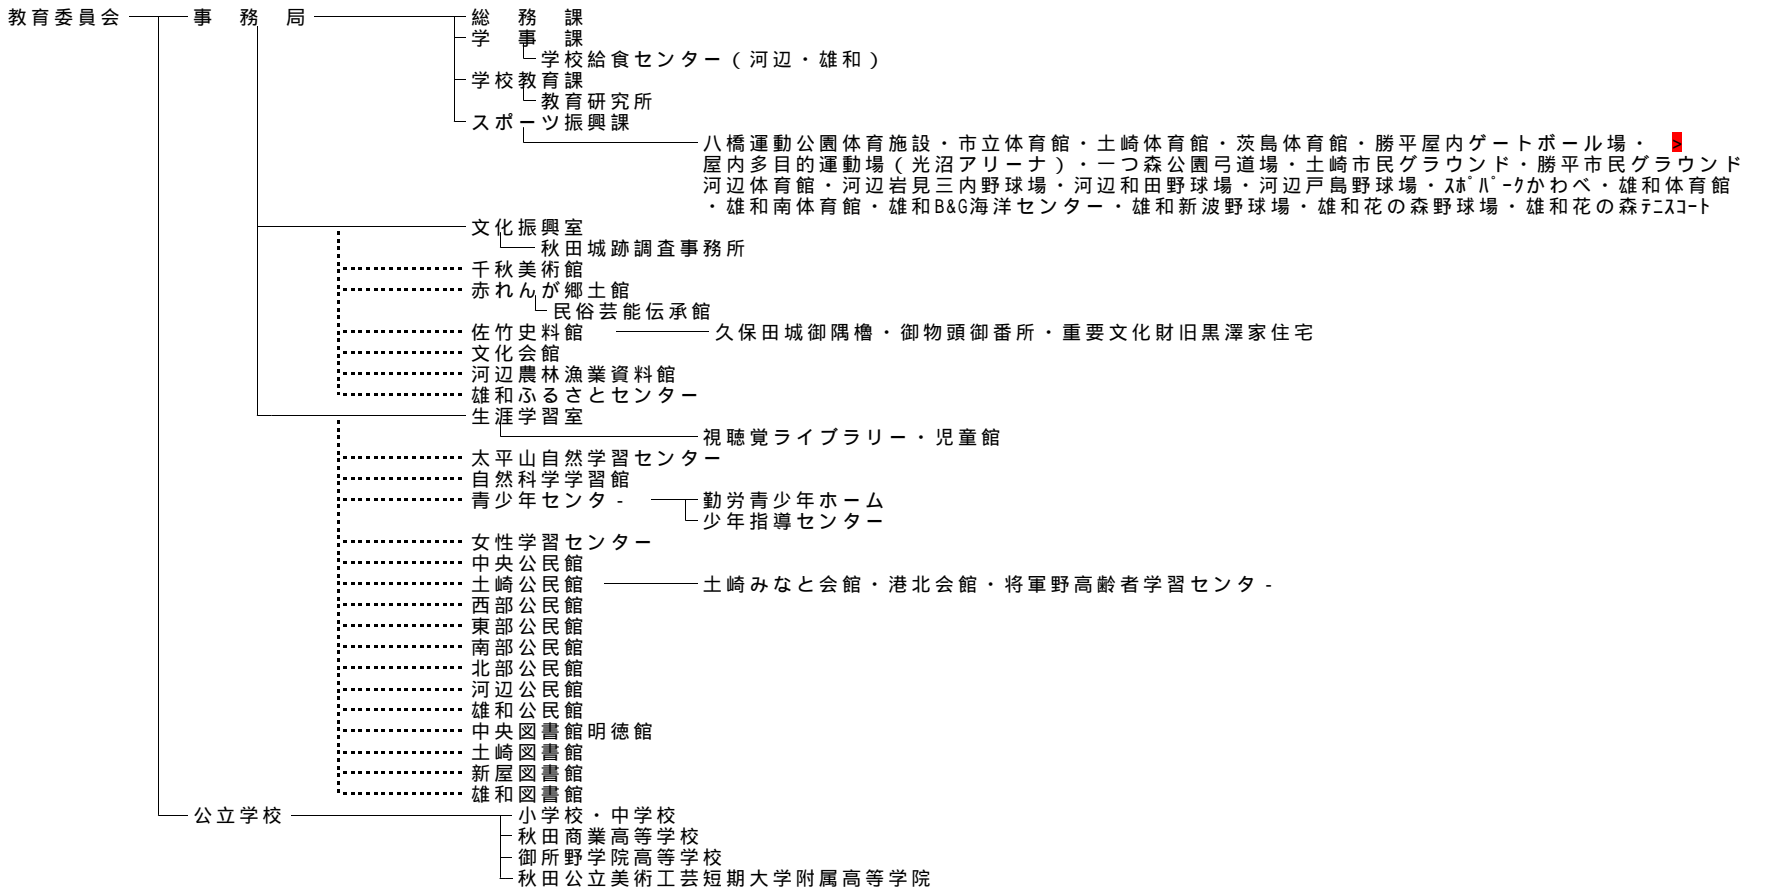 教育委員会 事務局 総務課
学事課
学校給食センター（河辺・雄和）
学校教育課
教育研究所
スポーツ振興課
八橋運動公園体育施設・市立体育館・土崎体育館・茨島体育館・勝平屋内ゲートボール場・ >
屋内多目的運動場（光沼アリーナ）・一つ森公園弓道場・土崎市民グラウンド・勝平市民グラウンド
河辺体育館・河辺岩見三内野球場・河辺和田野球場・河辺戸島野球場・ｽﾎﾟﾊﾟｰｸかわべ・雄和体育館
・雄和南体育館・雄和B&G海洋センター・雄和新波野球場・雄和花の森野球場・雄和花の森ﾃﾆｽｺｰﾄ
文化振興室
秋田城跡調査事務所
千秋美術館
赤れんが郷土館
民俗芸能伝承館
佐竹史料館 久保田城御隅櫓・御物頭御番所・重要文化財旧黒澤家住宅
文化会館
河辺農林漁業資料館
雄和ふるさとセンター
生涯学習室
視聴覚ライブラリー・児童館
太平山自然学習センター
自然科学学習館
青少年センタ- 勤労青少年ホーム
少年指導センター
女性学習センター
中央公民館
土崎公民館 土崎みなと会館・港北会館・将軍野高齢者学習センタ-
西部公民館
東部公民館
南部公民館
北部公民館
河辺公民館
雄和公民館
中央図書館明徳館
土崎図書館
新屋図書館
雄和図書館
公立学校 小学校・中学校
秋田商業高等学校
御所野学院高等学校
秋田公立美術工芸短期大学附属高等学院